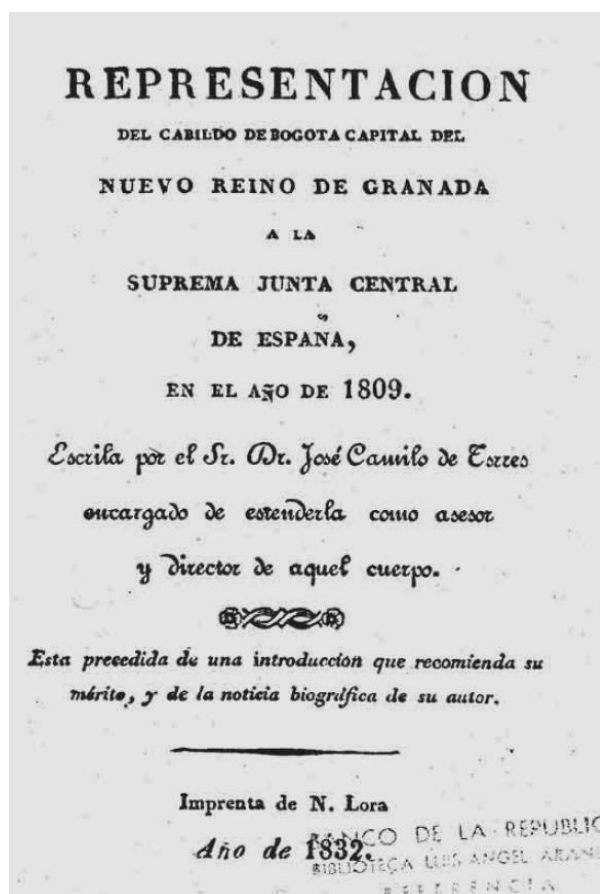 REPRESENTACION
DEL CABILDO DE BOGOTA CAPITAL DEL
NUEVO REINO DE GRANADA
A LA
SUPREMA JUNTA CENTRAL
DE ESPAÑA,
EN EL AÑO DE 1809.
Escrita por el Sr. Dr. José Camilo de Torres
encargado de estenderla como asesor
y director de aquel cuerpo.
Esta precedida de una introduccion que recomienda su
mérito, y de la noticia biográfica de su autor.
Imprenta de N. Lora
Año de 1832.
BANCO DE LA REPUBLIC
BIBLIOTECA LUIS ANGEL ARAN
REFERENCIA